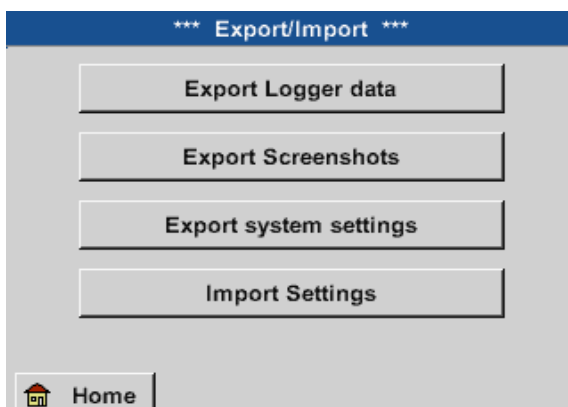 *** Export/Import ***
Export Logger data
Export Screenshots
Export system settings
Import Settings
Home